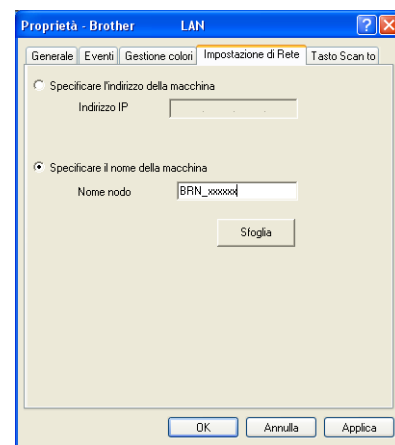 Proprietà - Brother LAN
Generale Eventi Gestione colori Impostazione di Rete Tasto Scan to
Specificare l'indirizzo della macchina
Indirizzo IP . . .
Specificare il nome della macchina
Nome nodo BRN_xxxxxx
Sfoglia
OK Annulla Applica